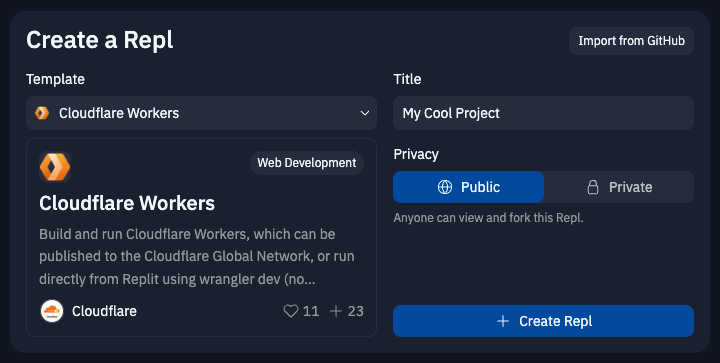 Create a Repl
Import from GitHub
Template
Cloudflare Workers
Web Development
Cloudflare Workers
Build and run Cloudflare Workers, which can be
published to the Cloudflare Global Network, or run
directly from Replit using wrangler dev (no...
Cloudflare
11
23
Title
My Cool Project
Privacy
Public
Private
Anyone can view and fork this Repl.
Create Repl